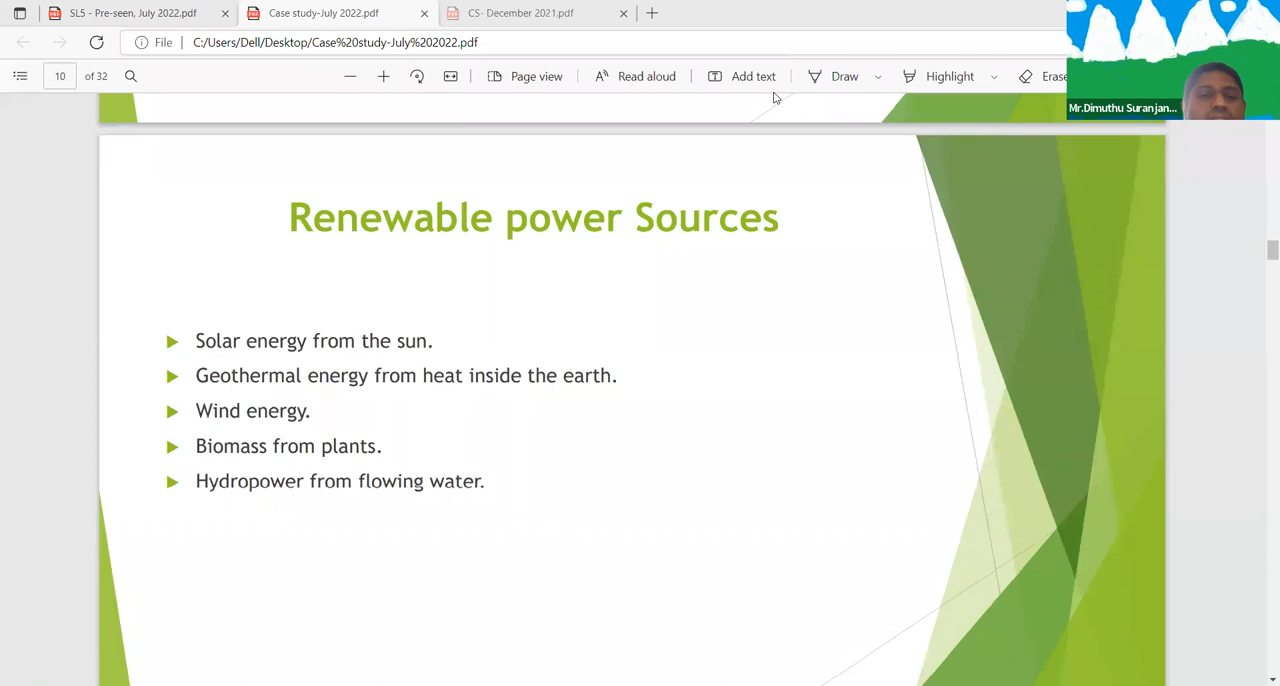 SL5 - Pre-seen, July 2022.pdf
Case study-July 2022.pdf
CS- December 2021.pdf
File
C:/Users/Dell/Desktop/Case%20study-July%202022.pdf
10 of 32
Page view
Read aloud
Add text
Draw
Highlight
Erase
Mr.Dimuthu Suranjan...
Renewable power Sources
Solar energy from the sun.
Geothermal energy from heat inside the earth.
Wind energy.
Biomass from plants.
Hydropower from flowing water.